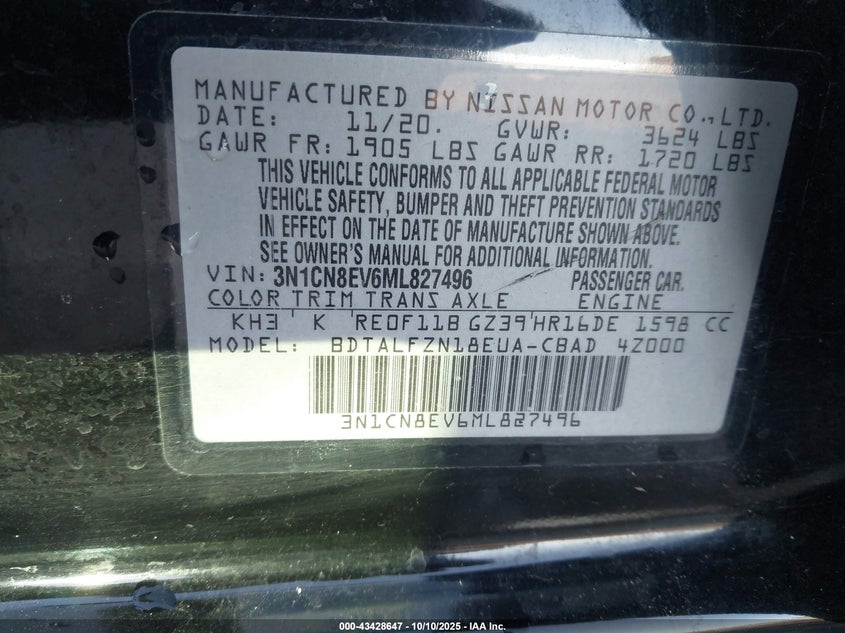 MANUFACTURED BY NISSAN MOTOR CO., LTD.
DATE: 11/20. GVWR: 3624 LBS
GAWR FR: 1905 LBS GAWR RR: 1720 LBS
THIS VEHICLE CONFORMS TO ALL APPLICABLE FEDERAL MOTOR
VEHICLE SAFETY, BUMPER AND THEFT PREVENTION STANDARDS
IN EFFECT ON THE DATE OF MANUFACTURE SHOWN ABOVE.
SEE OWNER'S MANUAL FOR ADDITIONAL INFORMATION.
VIN: 3N1CN8EV6ML827496 PASSENGER CAR.
COLOR TRIM TRANS AXLE ENGINE
KH3 K RE0F11B GZ39 HR16DE 1598 CC
MODEL: BDTALFZN18EUA-CBAD 4Z000
3N1CN8EV6ML827496
000-43428647 - 10/10/2025 - IAA Inc.